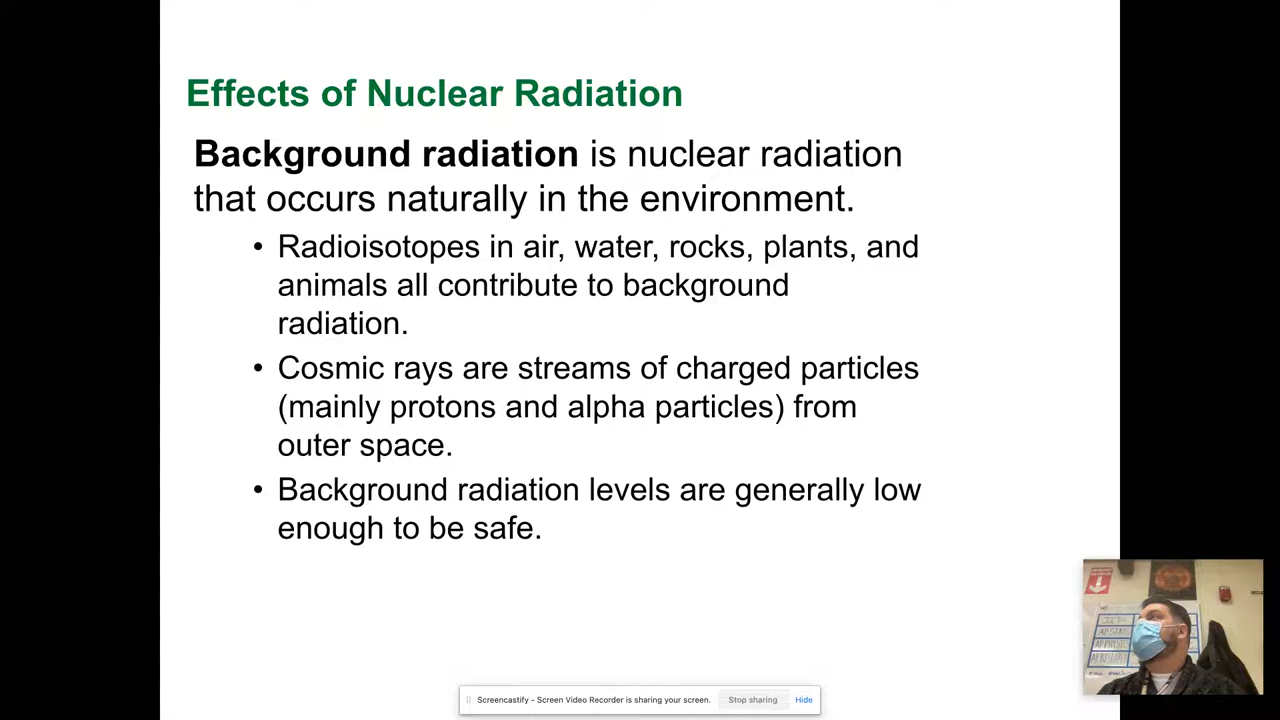 Effects of Nuclear Radiation
Background radiation is nuclear radiation
that occurs naturally in the environment.
• Radioisotopes in air, water, rocks, plants, and
animals all contribute to background
radiation.
• Cosmic rays are streams of charged particles
(mainly protons and alpha particles) from
outer space.
• Background radiation levels are generally low
enough to be safe.
Screencastify - Screen Video Recorder is sharing your screen.
Stop sharing
Hide